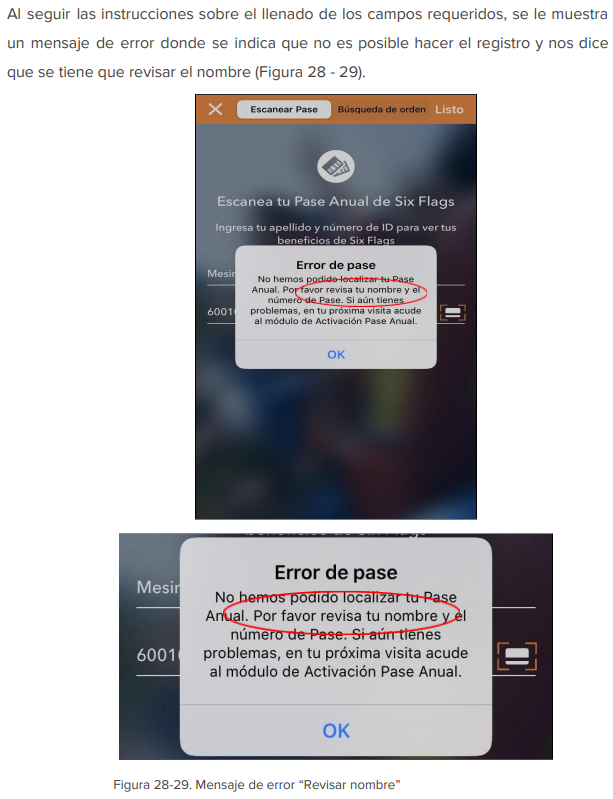 Al seguir las instrucciones sobre el llenado de los campos requeridos, se le muestra
un mensaje de error donde se indica que no es posible hacer el registro y nos dice
que se tiene que revisar el nombre (Figura 28 - 29).
Escanear Pase Búsqueda de orden Listo
Escanea tu Pase Anual de Six Flags
Ingresa tu apellido y número de ID para ver tus
beneficios de Six Flags
Error de pase
No hemos podido localizar tu Pase
Anual. Por favor revisa tu nombre y el
número de Pase. Si aún tienes
problemas, en tu próxima visita acude
al módulo de Activación Pase Anual.
Mesir
6001
OK
Error de pase
No hemos podido localizar tu Pase
Anual. Por favor revisa tu nombre y el
número de Pase. Si aún tienes
problemas, en tu próxima visita acude
al módulo de Activación Pase Anual.
Mesir
6001
OK
Figura 28-29. Mensaje de error “Revisar nombre”